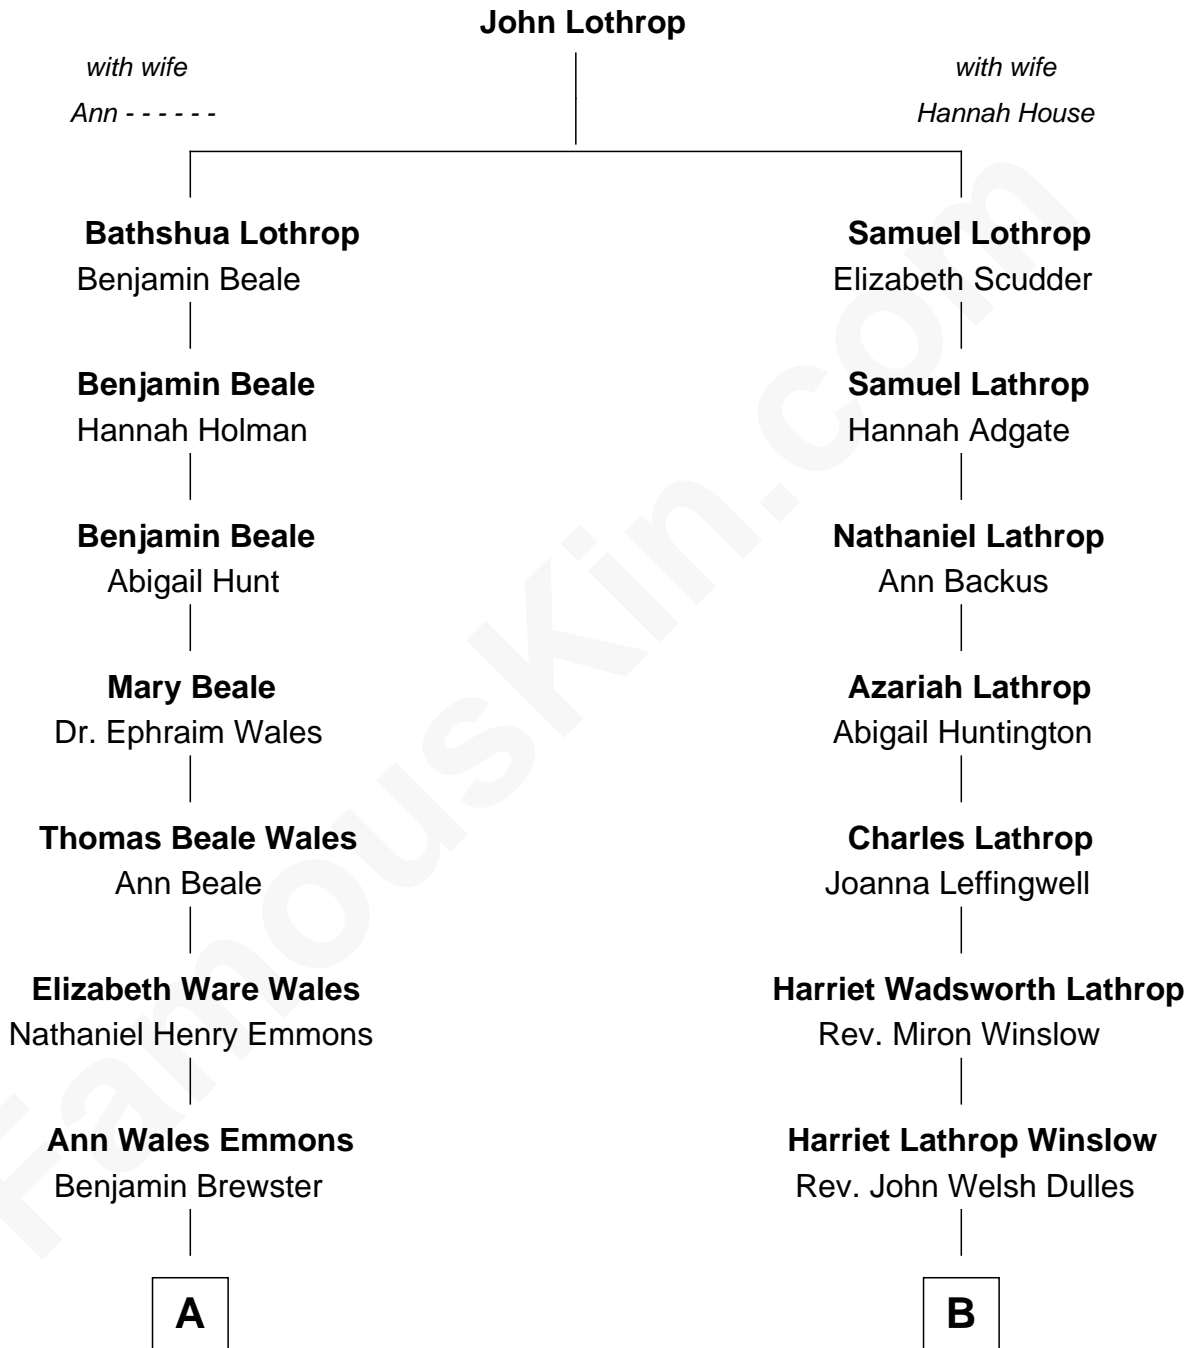 John Lothrop
with wife
Ann - - - - - -
with wife
Hannah House
Bathshua Lothrop
Benjamin Beale
Samuel Lothrop
Elizabeth Scudder
Benjamin Beale
Hannah Holman
Samuel Lathrop
Hannah Adgate
Benjamin Beale
Abigail Hunt
Nathaniel Lathrop
Ann Backus
Mary Beale
Dr. Ephraim Wales
Azariah Lathrop
Abigail Huntington
Thomas Beale Wales
Ann Beale
Charles Lathrop
Joanna Leffingwell
Elizabeth Ware Wales
Nathaniel Henry Emmons
Harriet Wadsworth Lathrop
Rev. Miron Winslow
Ann Wales Emmons
Benjamin Brewster
Harriet Lathrop Winslow
Rev. John Welsh Dulles
A
B
FamousKin.com